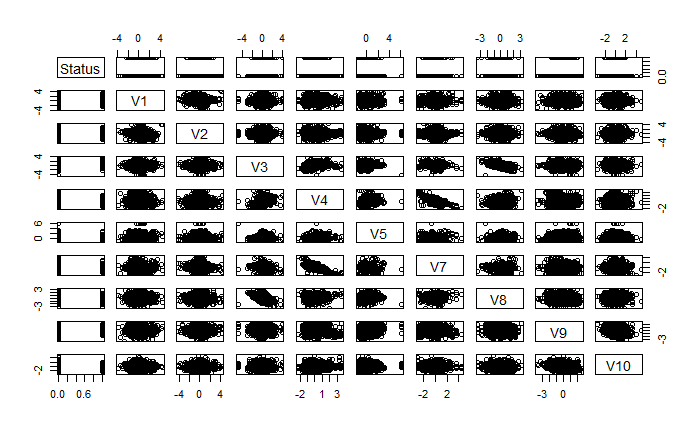 -4 0 4 -4 0 4 0 4 -3 0 3 -2 2
Status 0.0
-4 4 V1
V2 -4 4
-4 4 V3
V4 -2
0 6 V5
V7 -2
-3 3 V8
V9 -3
-2 V10
0.0 0.6 -4 0 4 -2 1 3 -2 2 -3 0